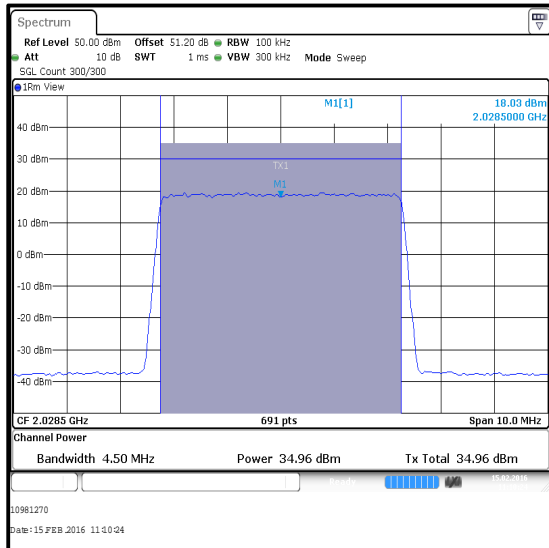 Spectrum
Ref Level 50.00 dBm Offset 51.20 dB RBW 100 kHz
Att 10 dB SWT 1 ms VBW 300 kHz Mode Sweep
SGL Count 300/300
1Rm View
M1[1] 18.03 dBm
2.0285000 GHz
40 dBm
30 dBm
TX1
M1
20 dBm
10 dBm
0 dBm
-10 dBm
-20 dBm
-30 dBm
-40 dBm
CF 2.0285 GHz 691 pts Span 10.0 MHz
Channel Power
Bandwidth 4.50 MHz Power 34.96 dBm Tx Total 34.96 dBm
Ready 15.02.2016
10981270
Date: 15 FEB.2016 11:10:24